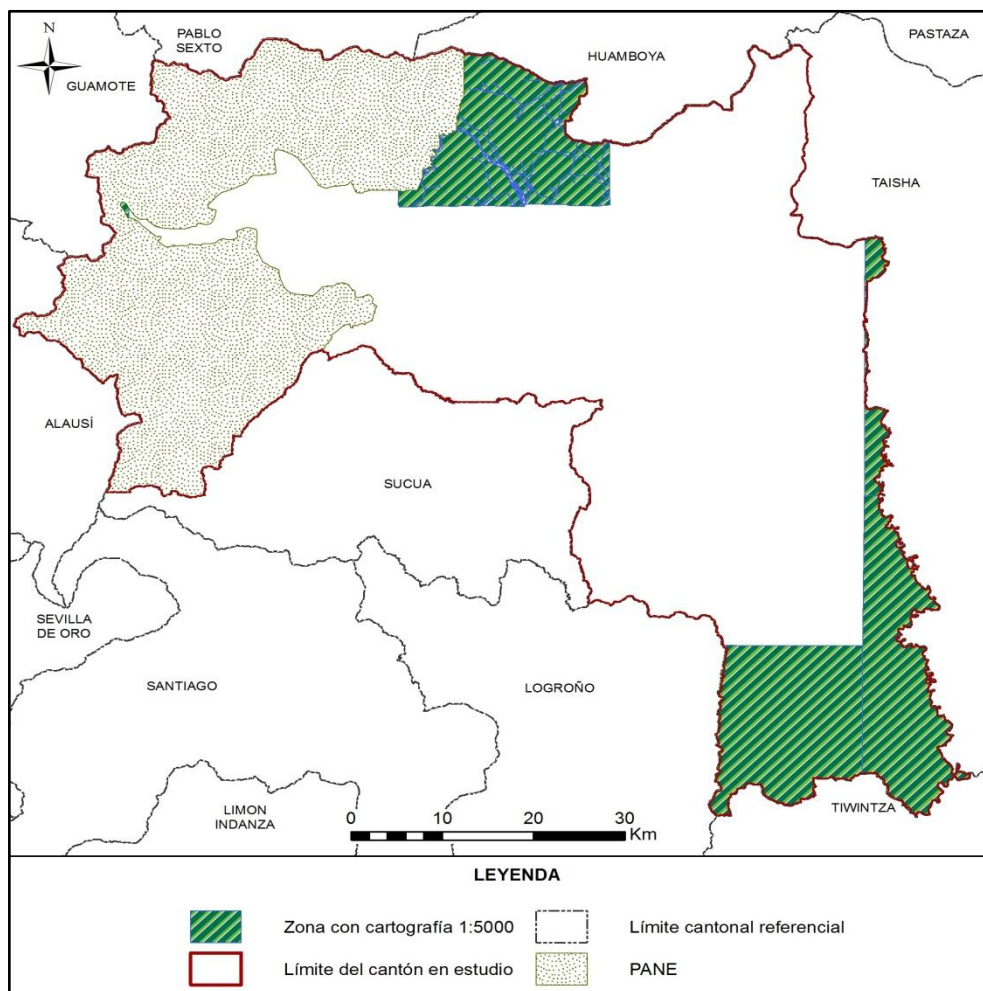 N
PABLO
SEXTO
HUAMBOYA
PASTAZA
GUAMOTE
TAISHA
ALAUSÍ
SUCUA
SEVILLA
DE ORO
SANTIAGO
LOGROÑO
LIMON
INDANZA
TIWINTZA
0 10 20 30
Km
LEYENDA
Zona con cartografía 1:5000
Límite cantonal referencial
Límite del cantón en estudio
PANE